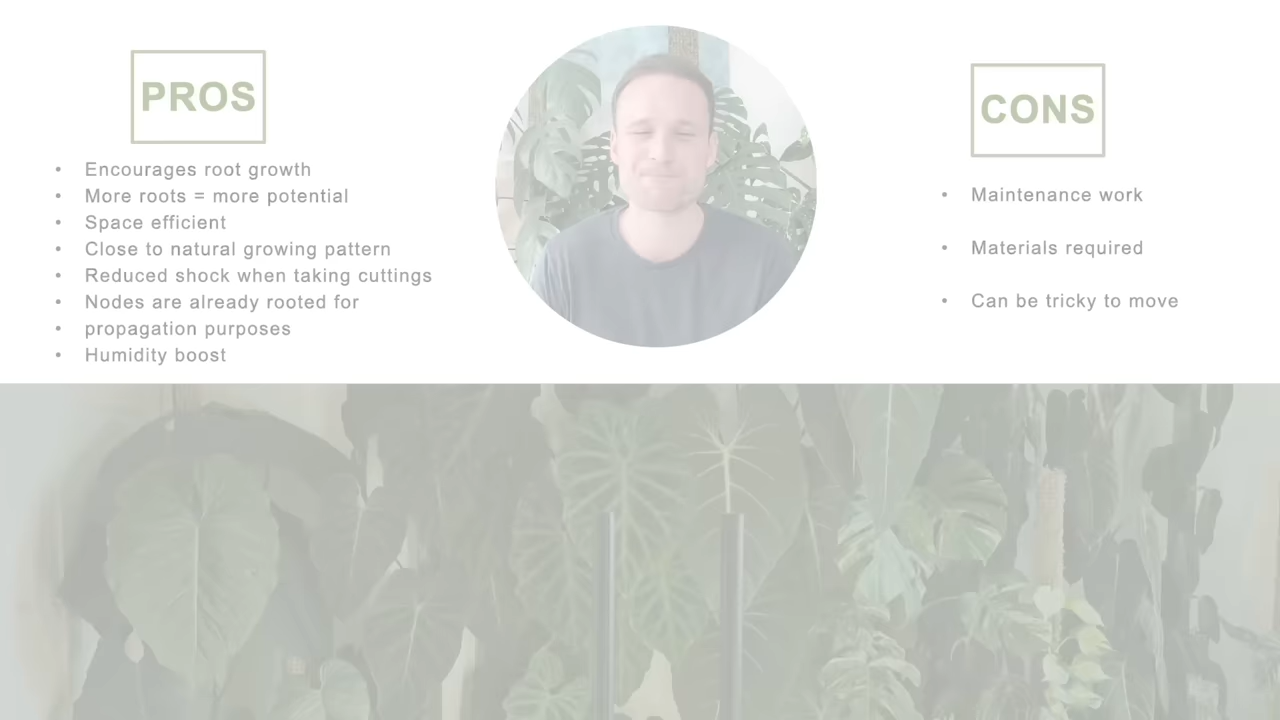 PROS
• Encourages root growth
• More roots = more potential
• Space efficient
• Close to natural growing pattern
• Reduced shock when taking cuttings
• Nodes are already rooted for
• propagation purposes
• Humidity boost
CONS
• Maintenance work
• Materials required
• Can be tricky to move